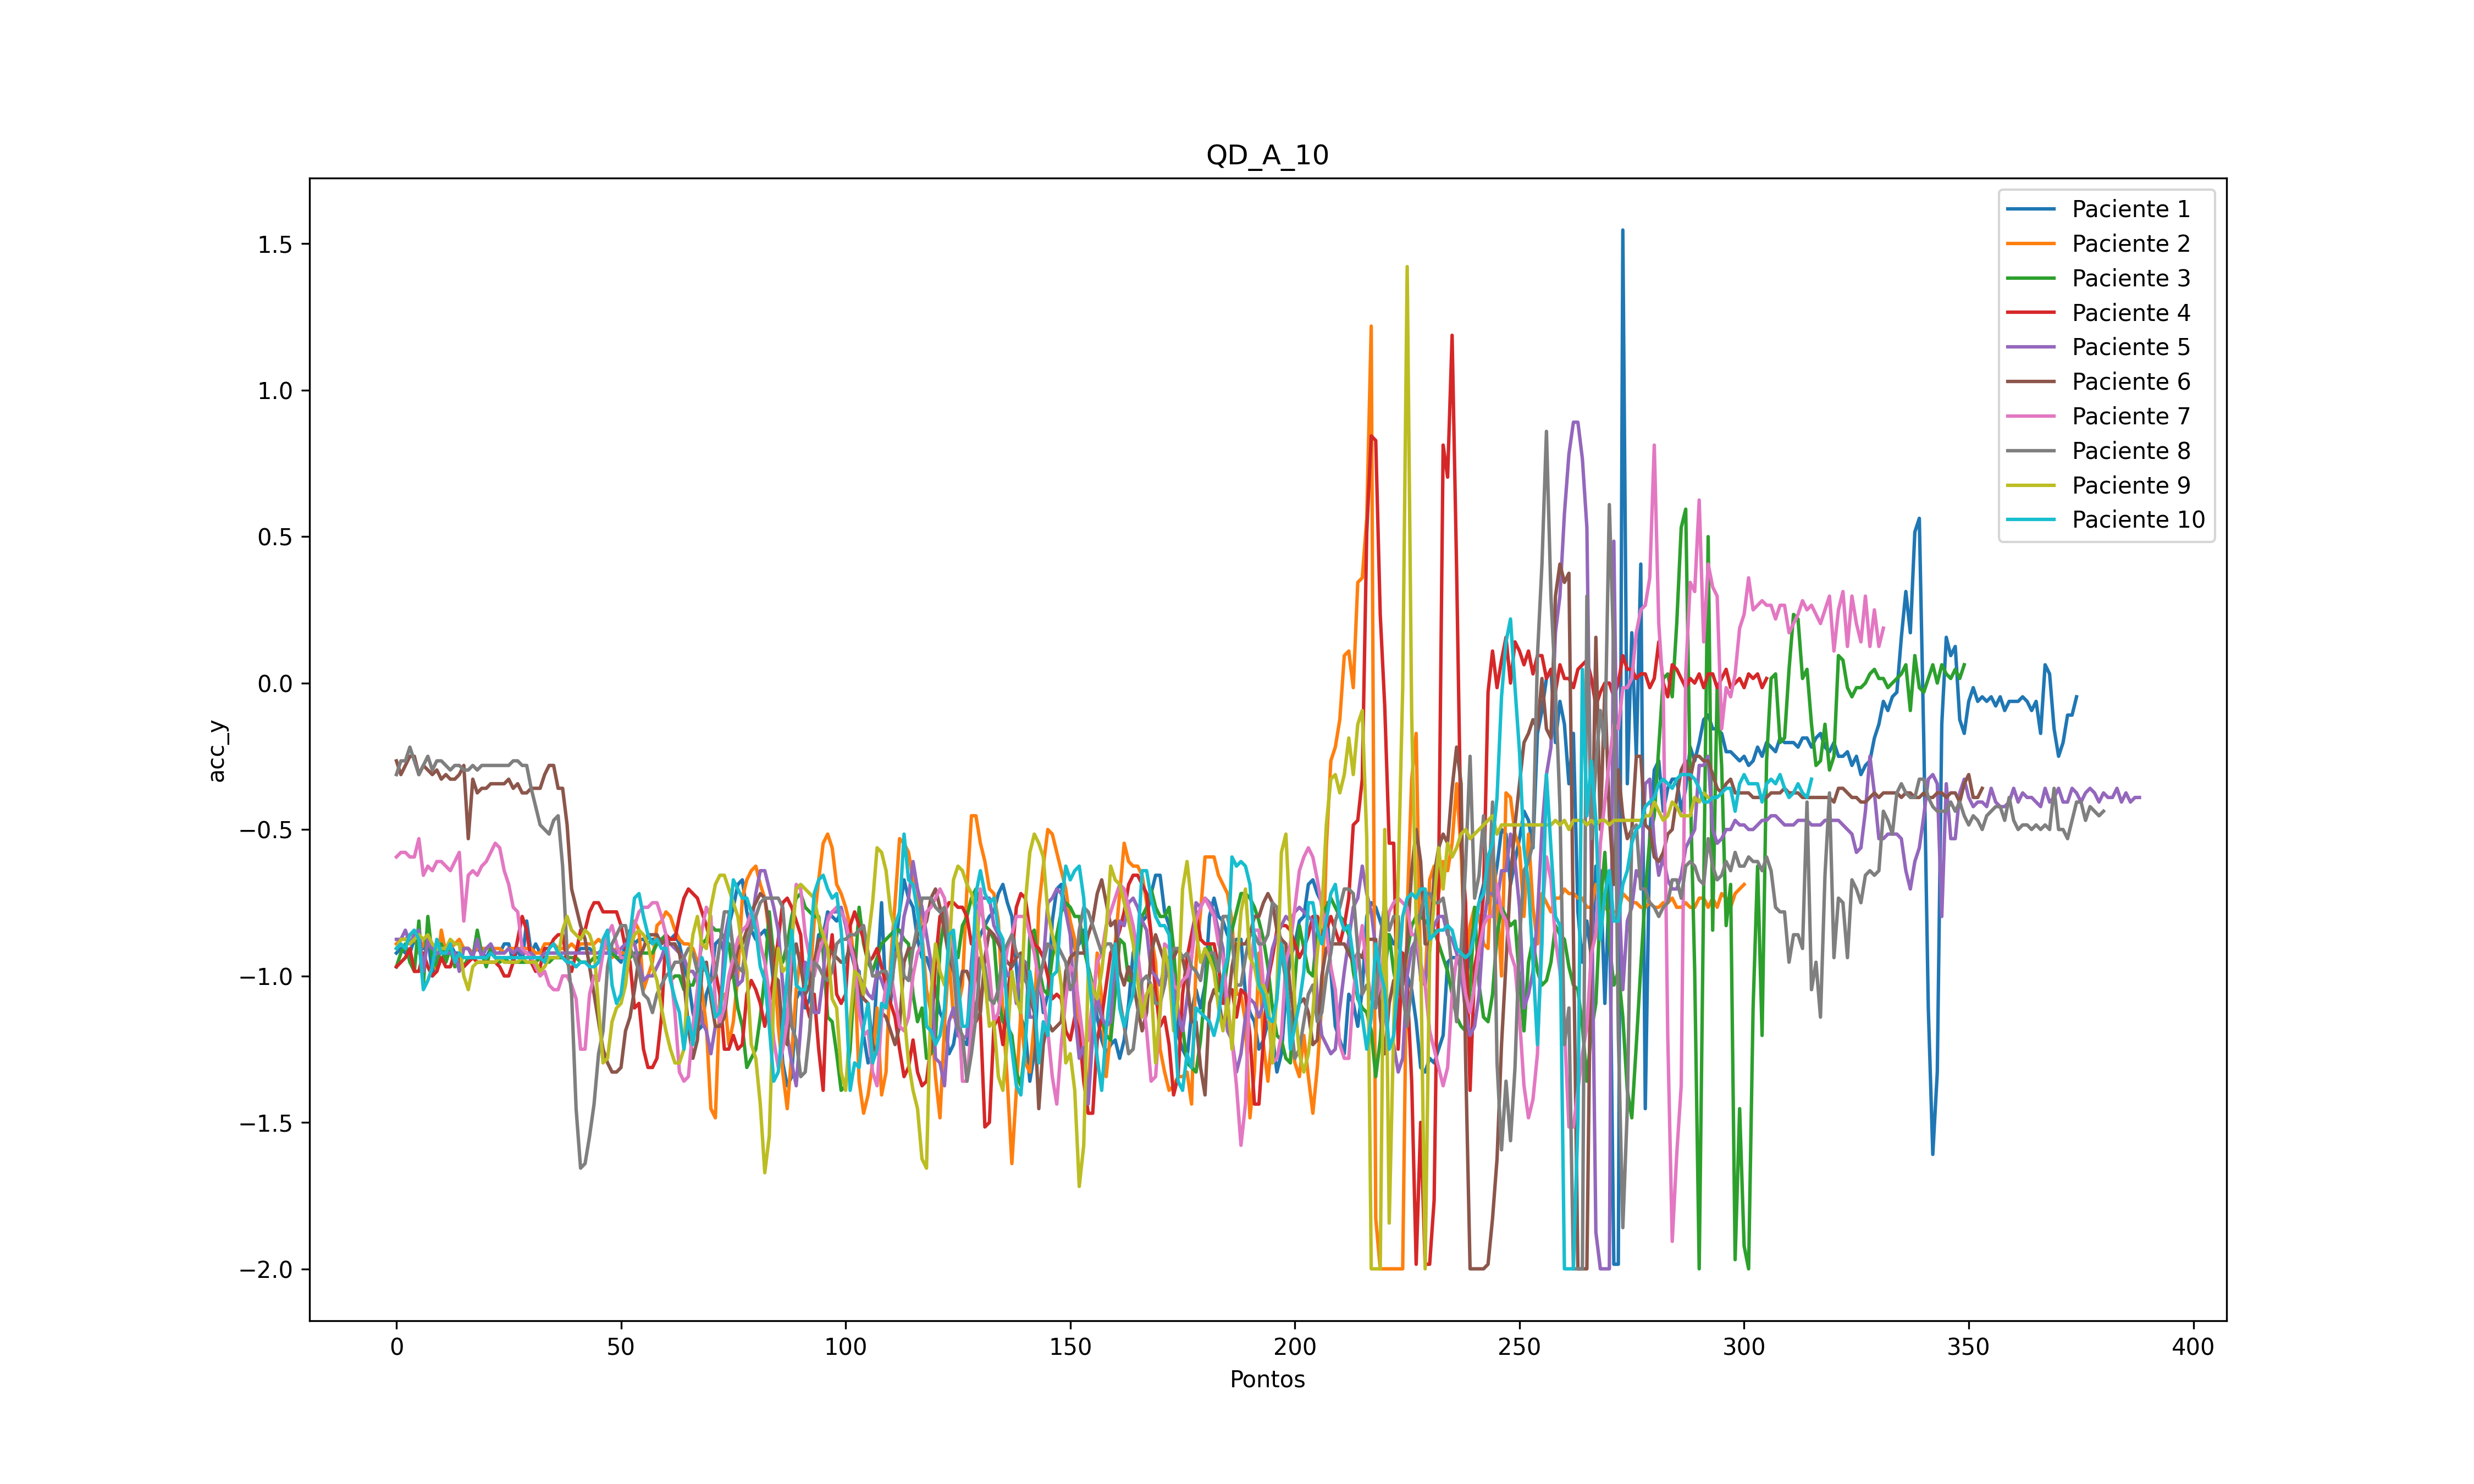 QD_A_10
1.5
1.0
0.5
0.0
−0.5
−1.0
−1.5
−2.0
acc_y
0 50 100 150 200 250 300 350 400
Pontos
Paciente 1
Paciente 2
Paciente 3
Paciente 4
Paciente 5
Paciente 6
Paciente 7
Paciente 8
Paciente 9
Paciente 10